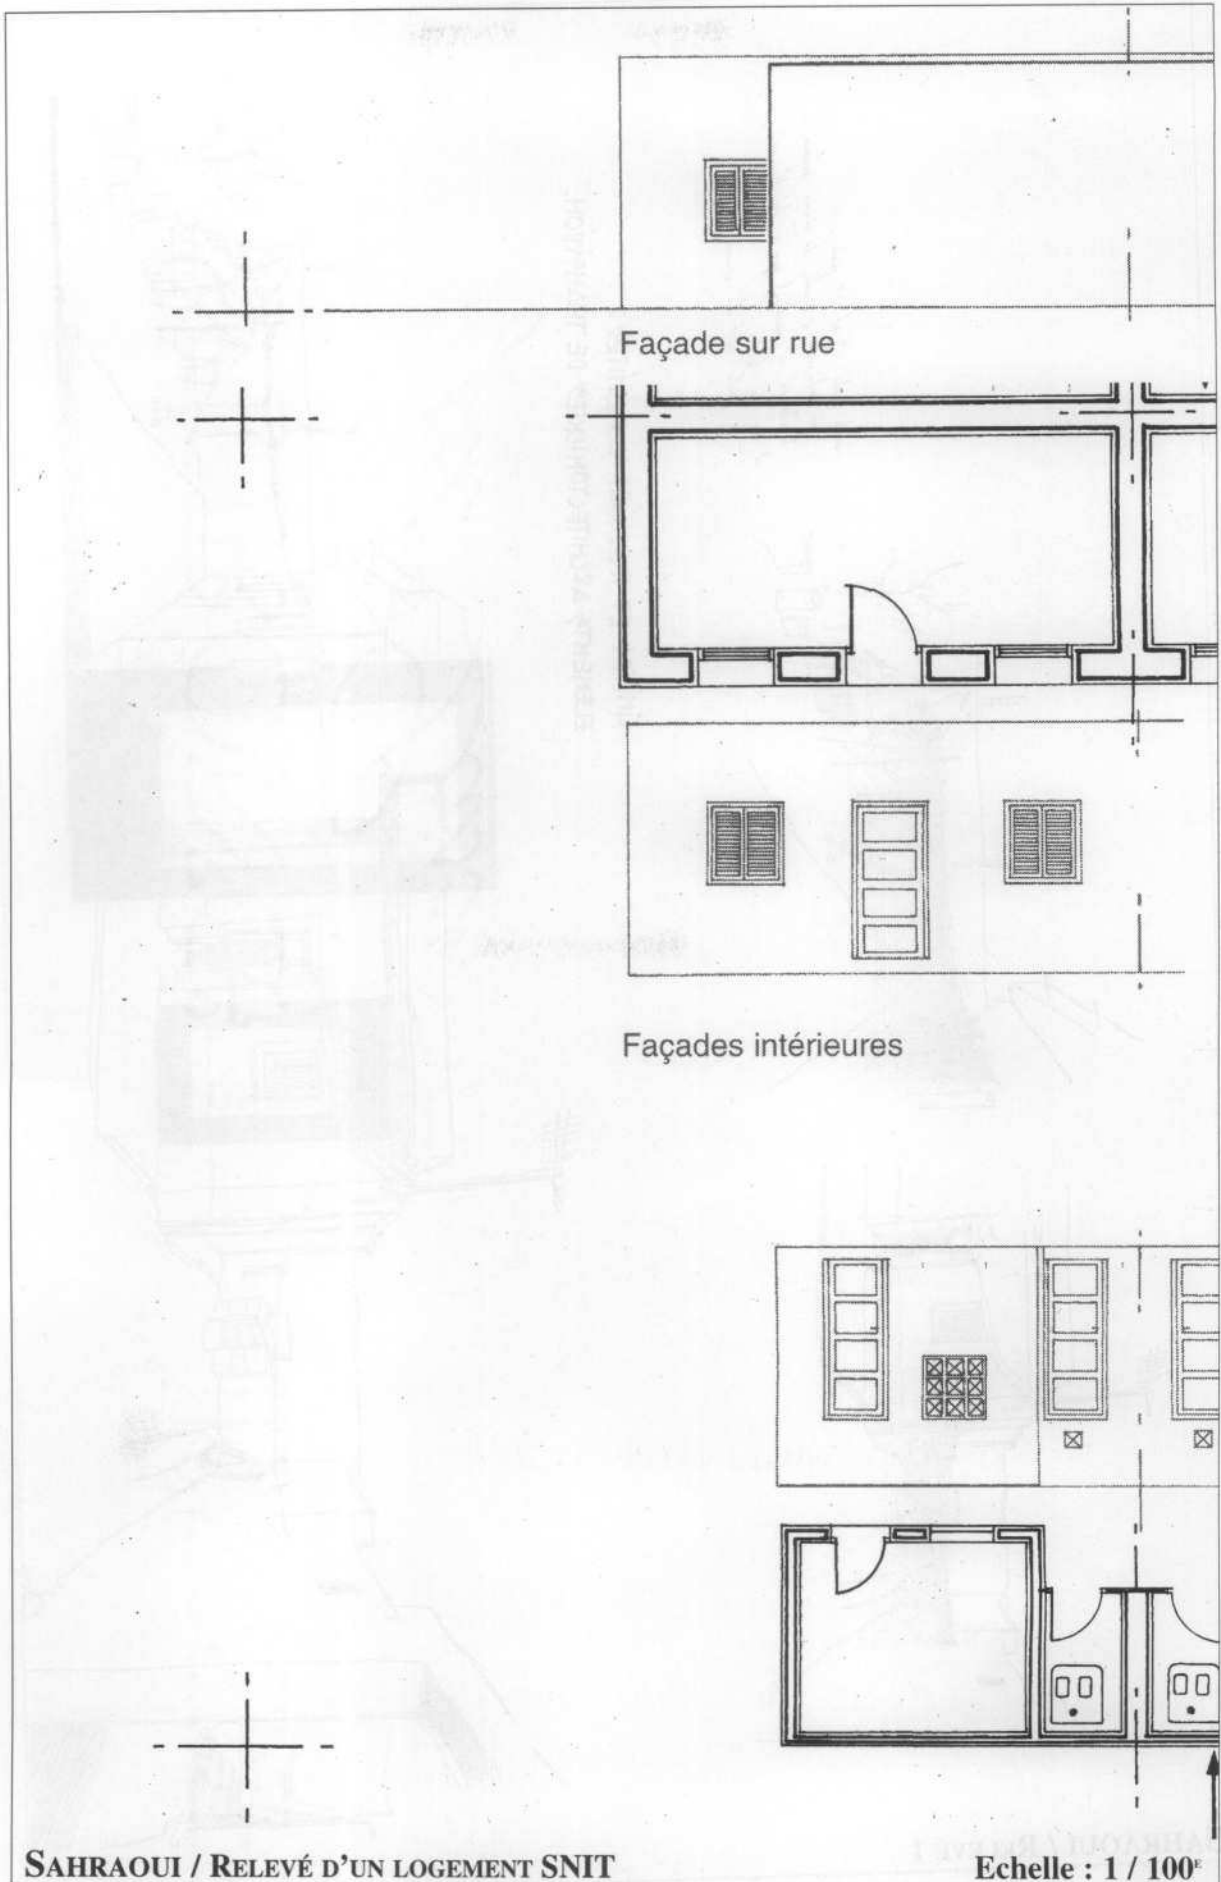 Façade sur rue
Façades intérieures
SAHRAOUI / RELEVÉ D'UN LOGEMENT SNIT
Echelle : 1 / 100ᴱ